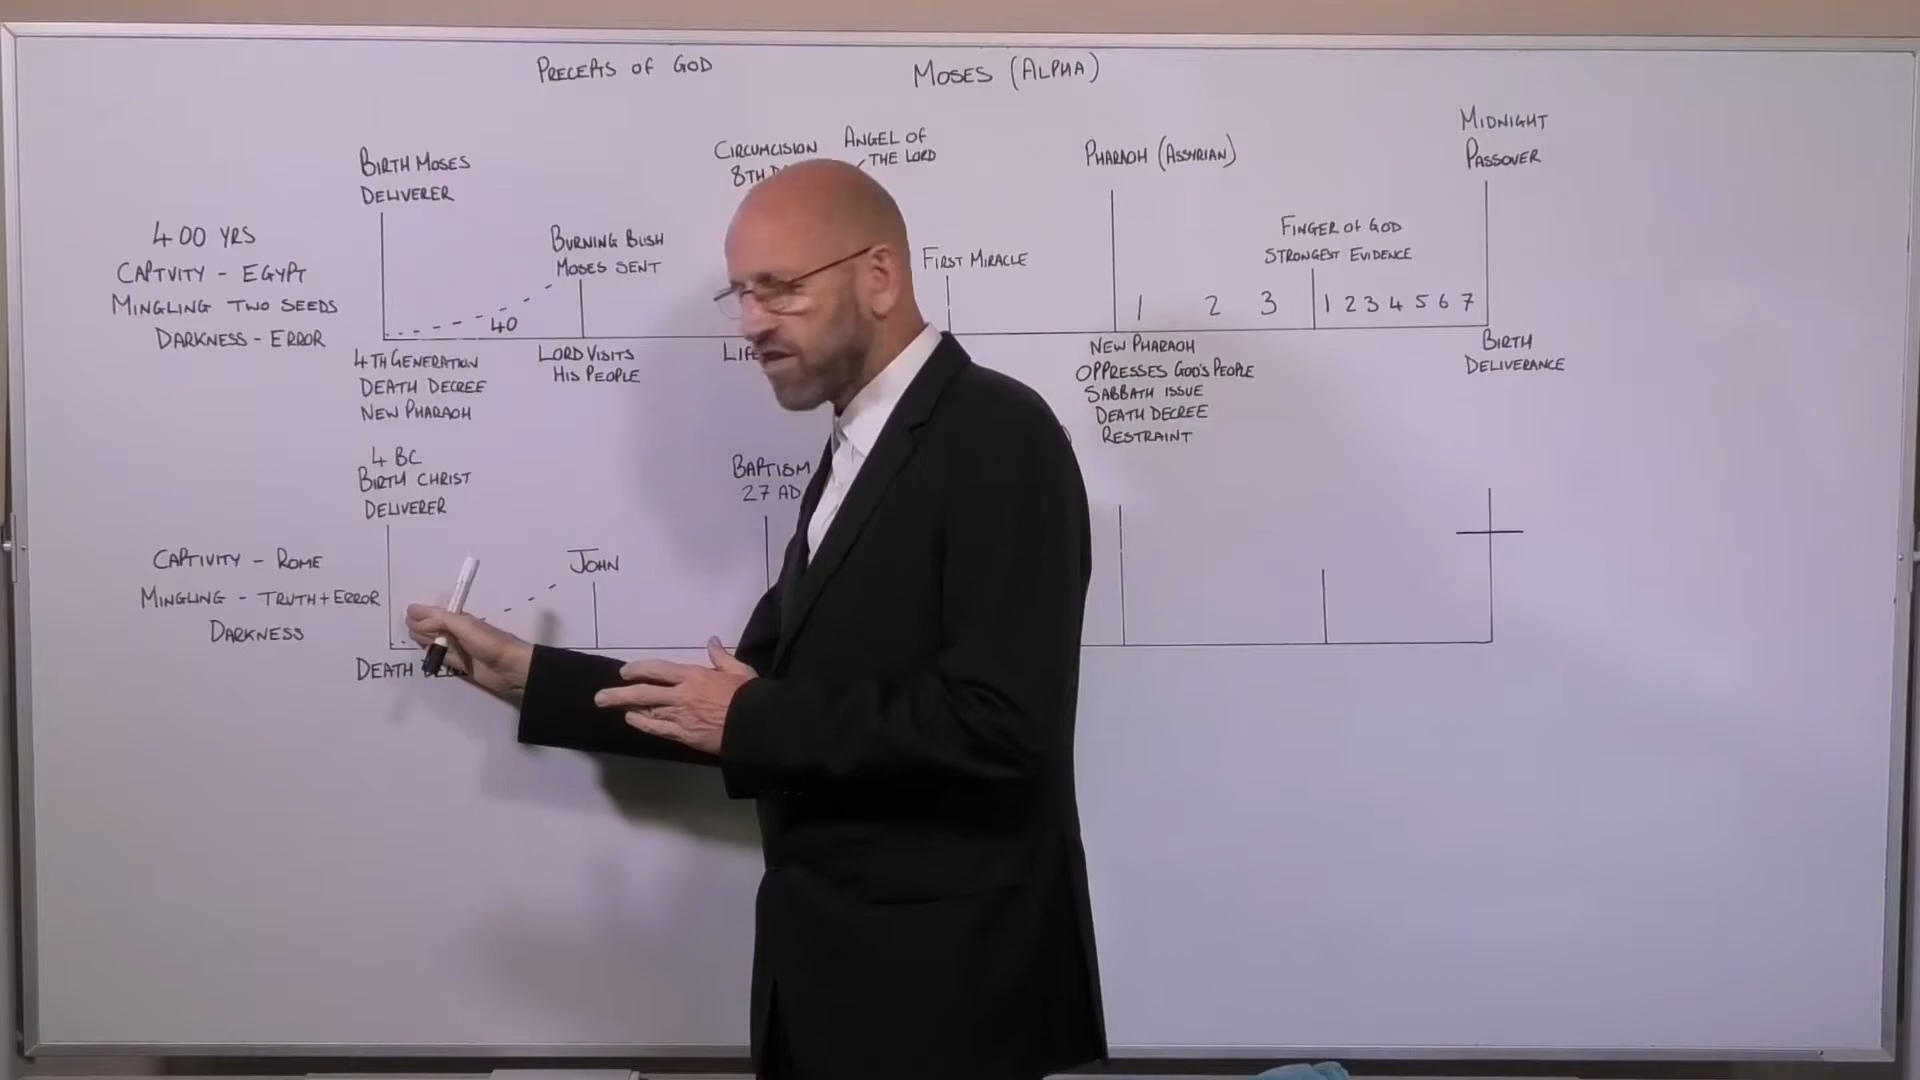 PRECEPTS OF GOD
MOSES (ALPHA)
400 YRS
CAPTVITY - EGYPT
MINGLING TWO SEEDS
DARKNESS - ERROR
BIRTH MOSES
DELIVERER
40
4TH GENERATION
DEATH DECREE
NEW PHARAOH
BURNING BUSH
MOSES SENT
LORD VISITS
HIS PEOPLE
CIRCUMCISION
8TH
ANGEL OF
THE LORD
FIRST MIRACLE
PHARAOH (ASSYRIAN)
1 2 3
NEW PHARAOH
OPPRESSES GOD'S PEOPLE
SABBATH ISSUE
DEATH DECREE
RESTRAINT
FINGER OF GOD
STRONGEST EVIDENCE
1 2 3 4 5 6 7
MIDNIGHT
PASSOVER
BIRTH
DELIVERANCE
CAPTIVITY - ROME
MINGLING - TRUTH + ERROR
DARKNESS
4 BC
BIRTH CHRIST
DELIVERER
DEATH
JOHN
BAPTISM
27 AD